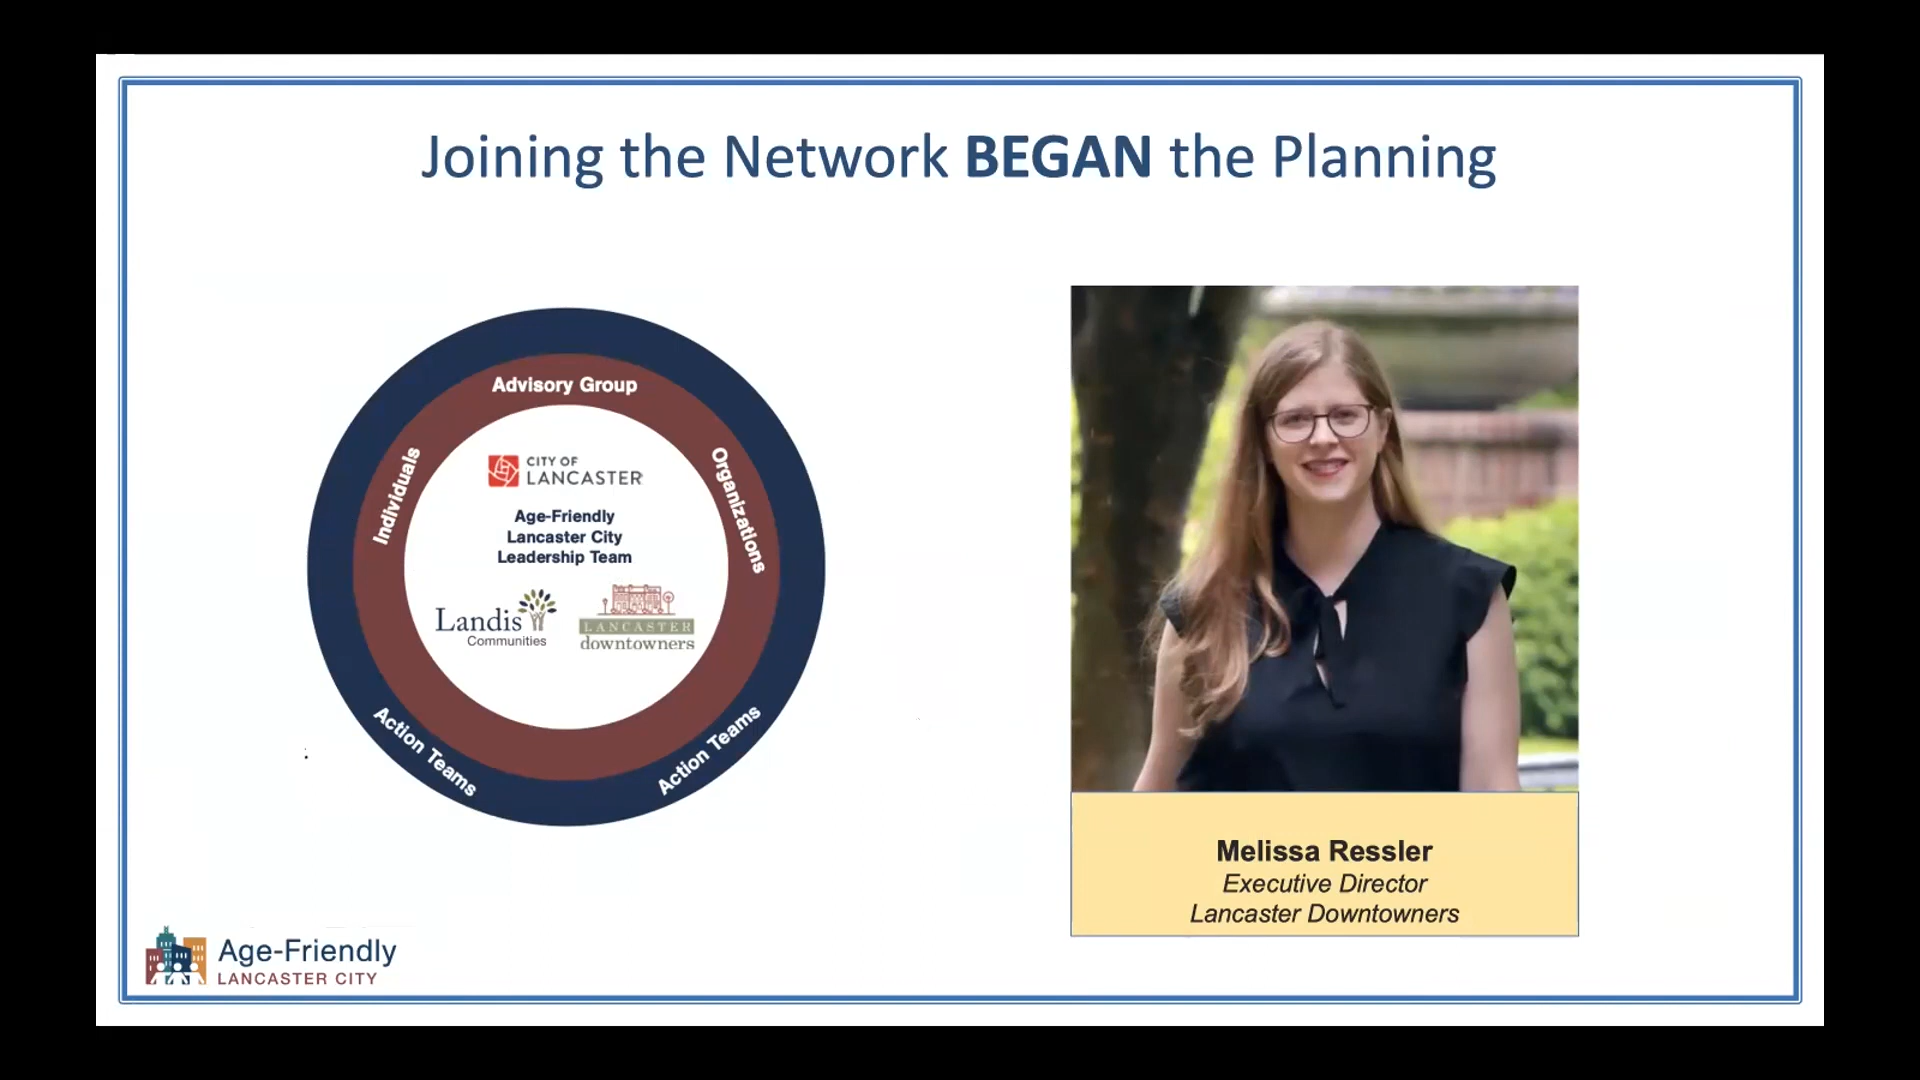 Joining the Network BEGAN the Planning
Advisory Group
Individuals
Organizations
CITY OF
LANCASTER
Age-Friendly
Lancaster City
Leadership Team
Landis
Communities
LANCASTER
downtowners
Action Teams
Action Teams
Melissa Ressler
Executive Director
Lancaster Downtowners
Age-Friendly
LANCASTER CITY